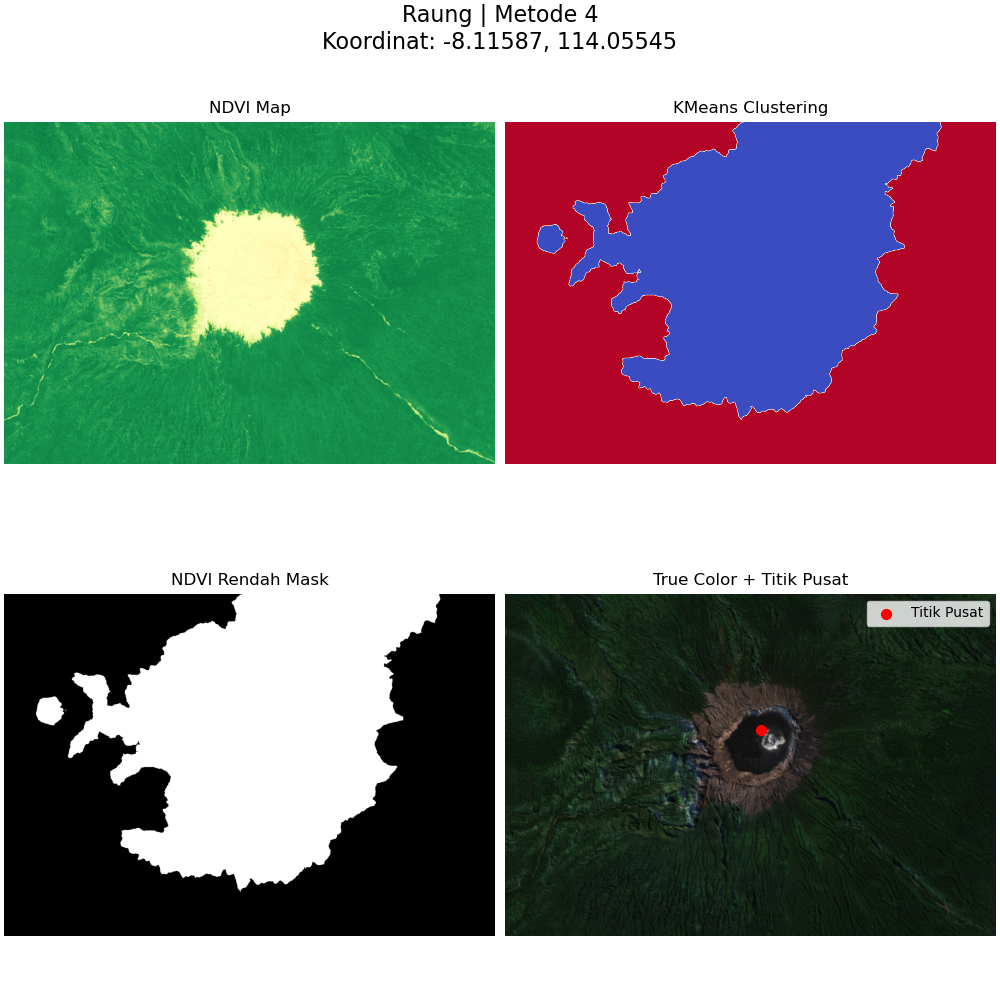 Raung | Metode 4
Koordinat: -8.11587, 114.05545
NDVI Map
KMeans Clustering
NDVI Rendah Mask
True Color + Titik Pusat
Titik Pusat